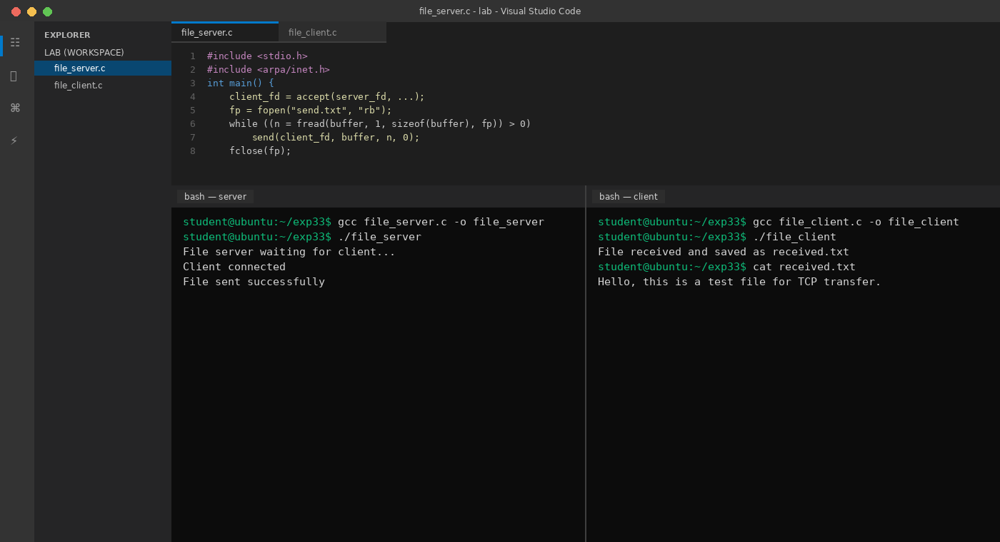 file_server.c - lab - Visual Studio Code
EXPLORER
LAB (WORKSPACE)
file_server.c
file_client.c
file_server.c
file_client.c
1 #include <stdio.h>
2 #include <arpa/inet.h>
3 int main() {
4     client_fd = accept(server_fd, ...);
5     fp = fopen("send.txt", "rb");
6     while ((n = fread(buffer, 1, sizeof(buffer), fp)) > 0)
7         send(client_fd, buffer, n, 0);
8     fclose(fp);
bash — server
student@ubuntu:~/exp33$ gcc file_server.c -o file_server
student@ubuntu:~/exp33$ ./file_server
File server waiting for client...
Client connected
File sent successfully
bash — client
student@ubuntu:~/exp33$ gcc file_client.c -o file_client
student@ubuntu:~/exp33$ ./file_client
File received and saved as received.txt
student@ubuntu:~/exp33$ cat received.txt
Hello, this is a test file for TCP transfer.